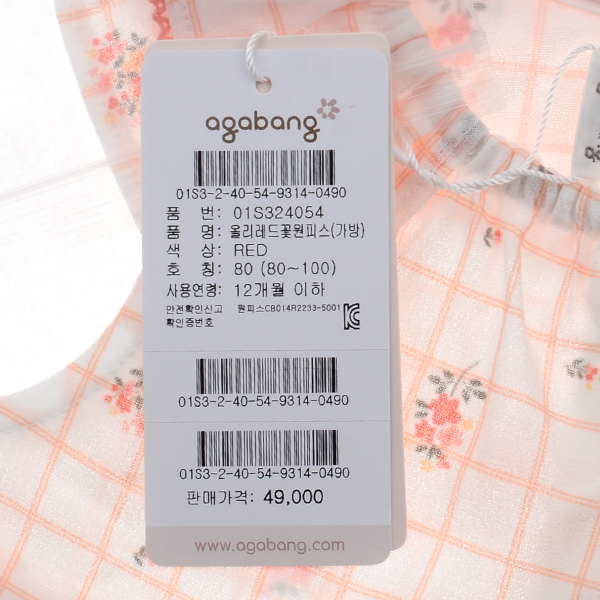 agabang
01S3-2-40-54-9314-0490
품 번: 01S324054
품 명: 올리레드꽃원피스(가방)
색 상: RED
호 칭: 80 (80~100)
사용연령: 12개월 이하
안전확인신고 원피스CB014R2233-5001
확인증번호
01S3-2-40-54-9314-0490
01S3-2-40-54-9314-0490
판매가격: 49,000
www.agabang.com